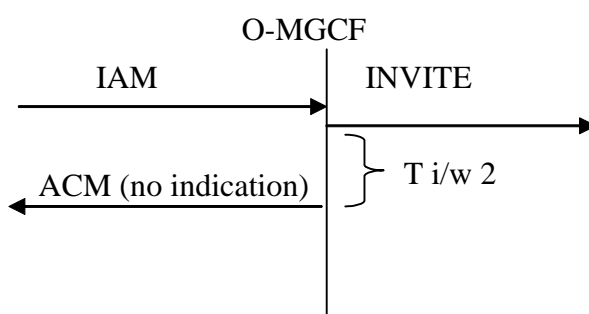 O-MGCF
IAM INVITE
T i/w 2
ACM (no indication)